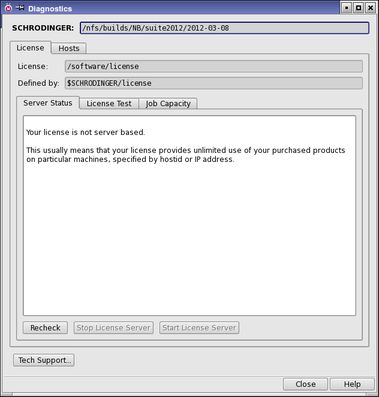 Diagnostics
SCHRODINGER: /nfs/builds/NB/suite2012/2012-03-08
License Hosts
License: /software/license
Defined by: $SCHRODINGER/license
Server Status License Test Job Capacity
Your license is not server based.
This usually means that your license provides unlimited use of your purchased products
on particular machines, specified by hostid or IP address.
Recheck Stop License Server Start License Server
Tech Support...
Close Help